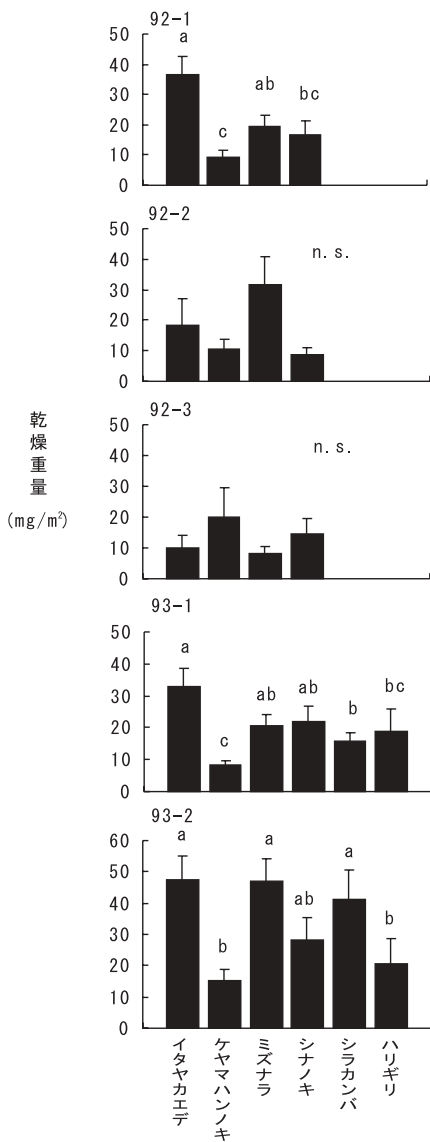 92-1
50
a
40
30
ab
bc
20
c
10
0
92-2
50
n.s.
40
30
20
10
0
92-3
50
n.s.
40
30
20
10
0
乾燥重量
(mg/m²)
93-1
50
a
40
ab
ab
bc
30
b
20
c
10
0
93-2
60
a
a
a
50
40
ab
30
b
b
20
10
0
イタヤカエデ
ケヤマハンノキ
ミズナラ
シナノキ
シラカンバ
ハリギリ